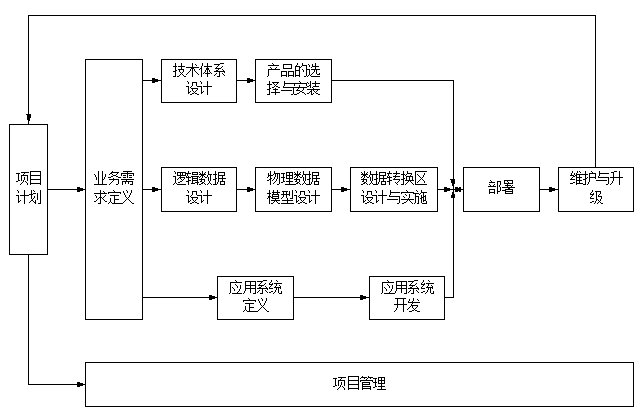 技术体系
设计
产品的选
择与安装
项目
计划
业务需
求定义
逻辑数据
设计
物理数据
模型设计
数据转换区
设计与实施
部署
维护与升
级
应用系统
定义
应用系统
开发
项目管理